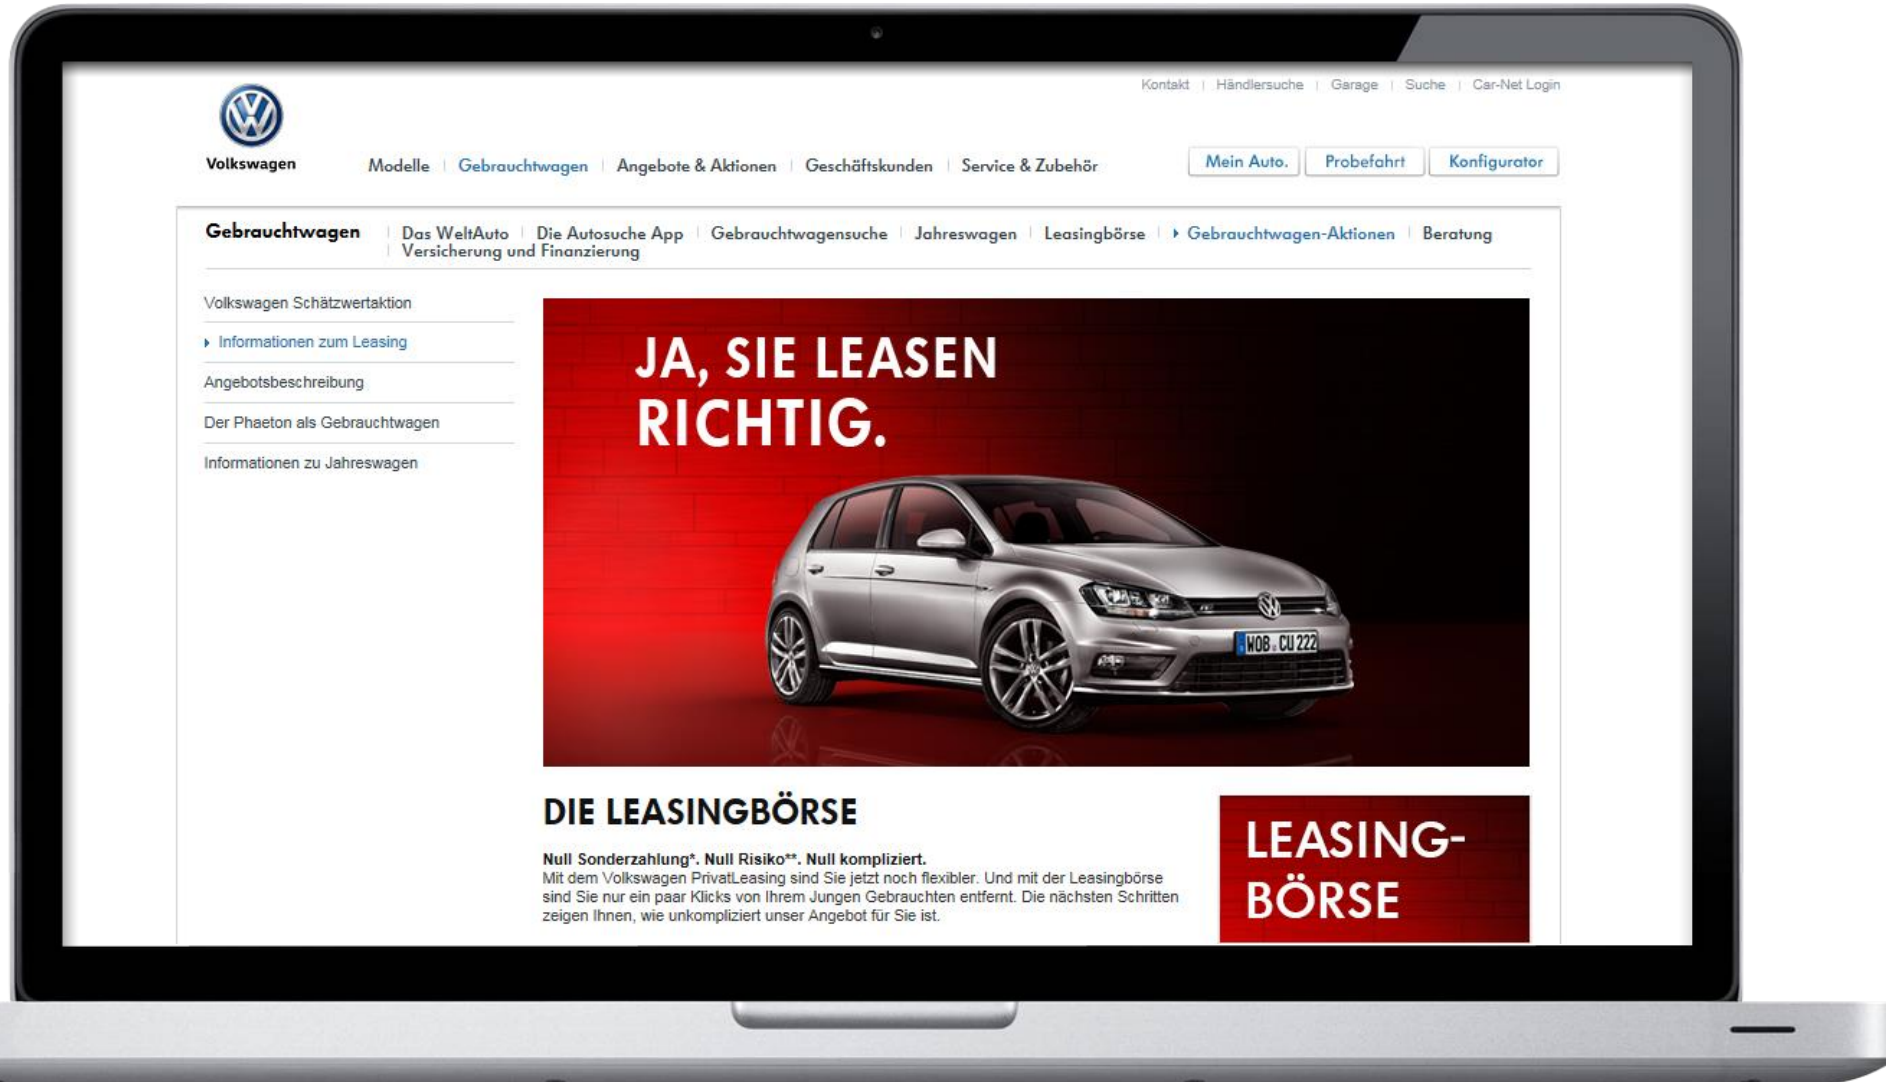 Kontakt | Händlersuche | Garage | Suche | Car-Net Login
Volkswagen
Modelle | Gebrauchtwagen | Angebote & Aktionen | Geschäftskunden | Service & Zubehör
Mein Auto. Probefahrt Konfigurator
Gebrauchtwagen | Das WeltAuto | Die Autosuche App | Gebrauchtwagensuche | Jahreswagen | Leasingbörse | Gebrauchtwagen-Aktionen | Beratung
| Versicherung und Finanzierung
Volkswagen Schätzwertaktion
Informationen zum Leasing
Angebotsbeschreibung
Der Phaeton als Gebrauchtwagen
Informationen zu Jahreswagen
JA, SIE LEASEN
RICHTIG.
WOB CU 222
DIE LEASINGBÖRSE
Null Sonderzahlung*. Null Risiko**. Null kompliziert.
Mit dem Volkswagen PrivatLeasing sind Sie jetzt noch flexibler. Und mit der Leasingbörse
sind Sie nur ein paar Klicks von Ihrem Jungen Gebrauchten entfernt. Die nächsten Schritten
zeigen Ihnen, wie unkompliziert unser Angebot für Sie ist.
LEASING-
BÖRSE